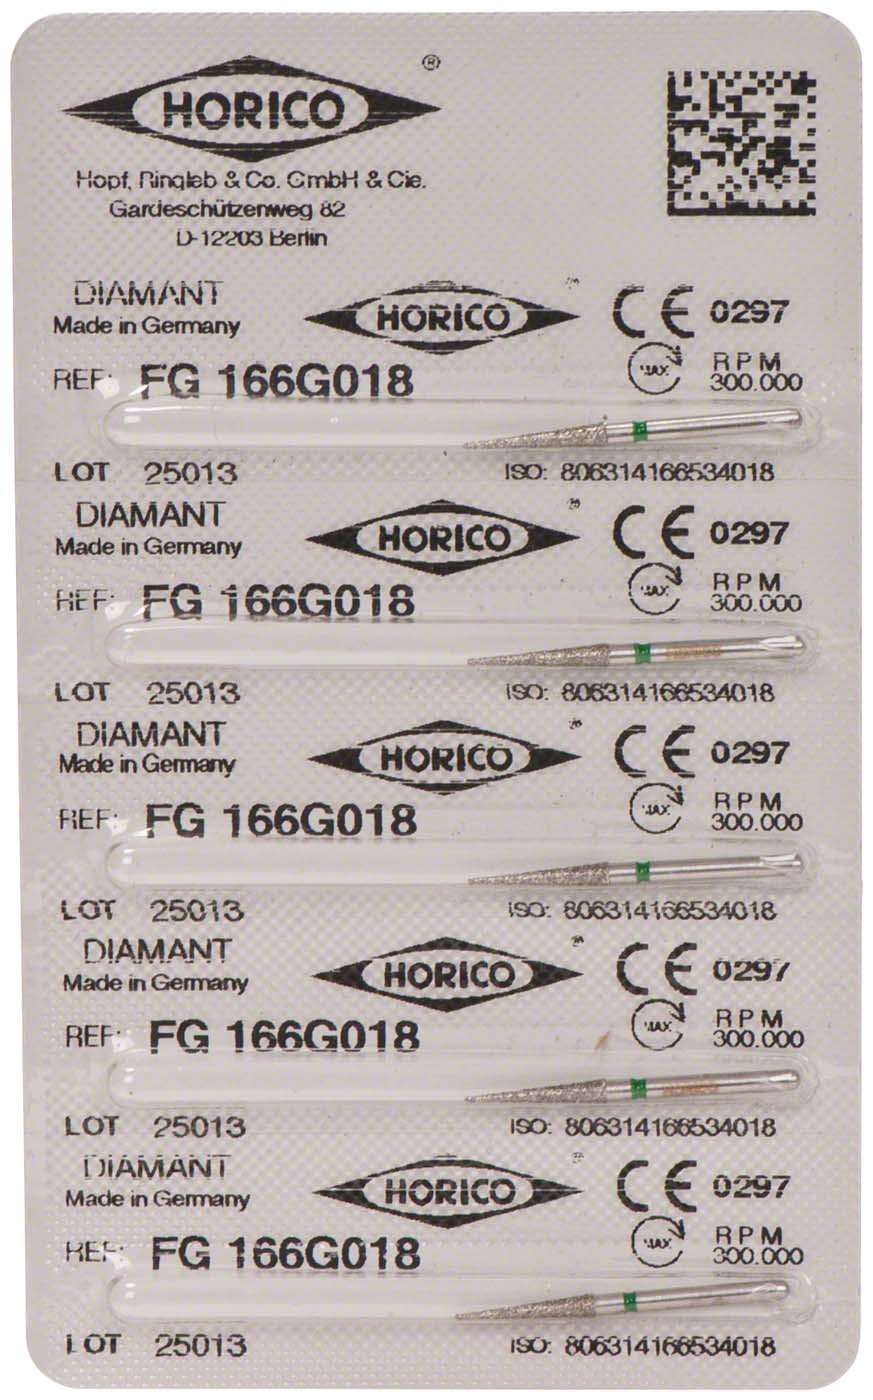 HORICO ®
Hopf, Ringleb & Co. GmbH & Cie.
Gardeschützenweg 82
D-12203 Berlin
DIAMANT
Made in Germany
HORICO
CE 0297
REF: FG 166G018
MAX. RPM
300.000
LOT 25013
ISO: 806314166534018
DIAMANT
Made in Germany
HORICO
CE 0297
REF: FG 166G018
MAX. RPM
300.000
LOT 25013
ISO: 806314166534018
DIAMANT
Made in Germany
HORICO
CE 0297
REF: FG 166G018
MAX. RPM
300.000
LOT 25013
ISO: 806314166534018
DIAMANT
Made in Germany
HORICO
CE 0297
REF: FG 166G018
MAX. RPM
300.000
LOT 25013
ISO: 806314166534018
DIAMANT
Made in Germany
HORICO
CE 0297
REF: FG 166G018
MAX. RPM
300.000
LOT 25013
ISO: 806314166534018